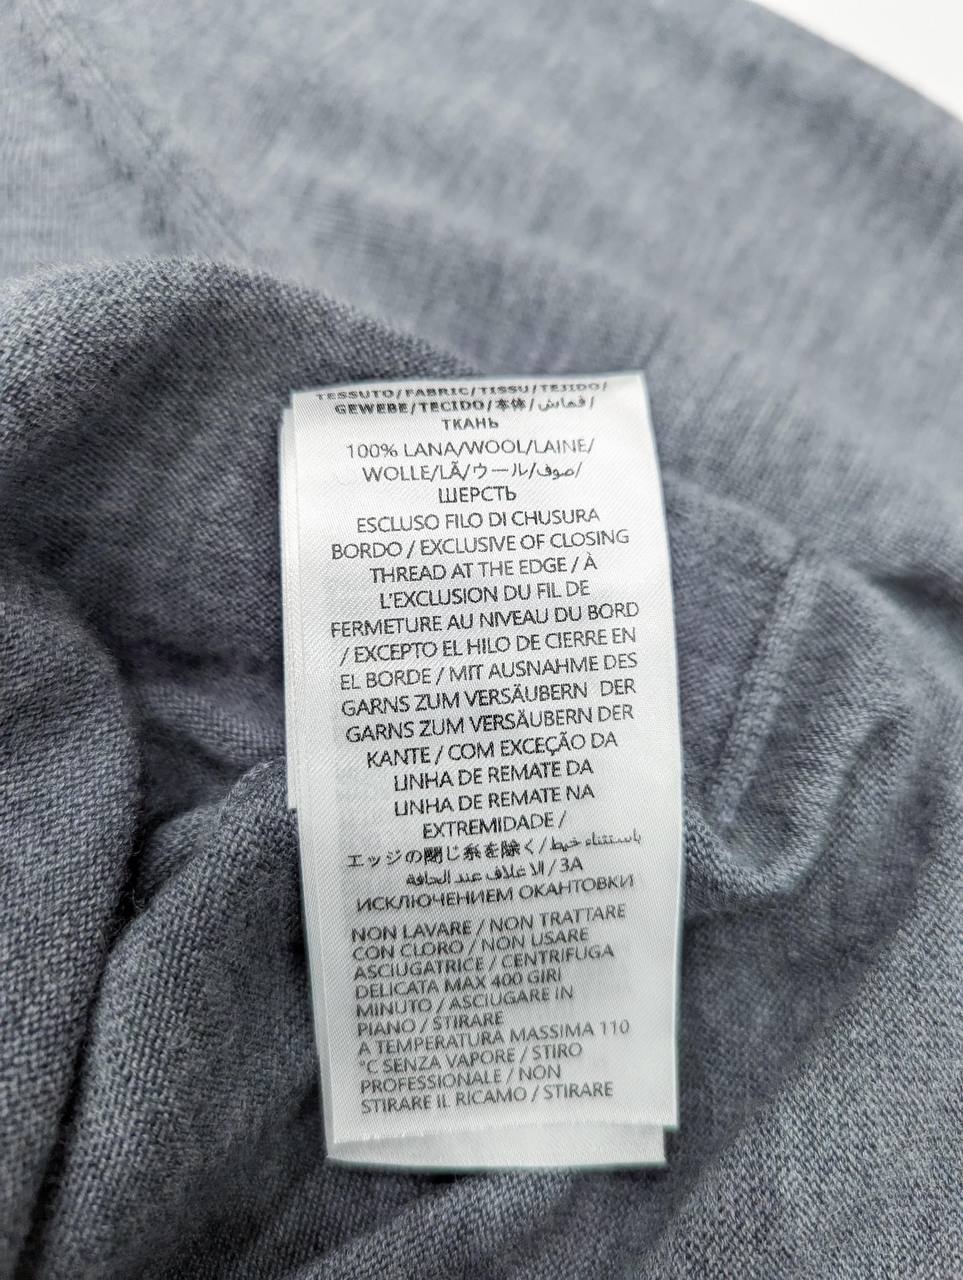 TESSUTO/FABRIC/TISSU/TEJIDO/
GEWEBE/TECIDO/本体/قماش/
ТКАНЬ
100% LANA/WOOL/LAINE/
WOLLE/LÃ/ウール/صوف/
ШЕРСТЬ
ESCLUSO FILO DI CHUSURA
BORDO / EXCLUSIVE OF CLOSING
THREAD AT THE EDGE / À
L'EXCLUSION DU FIL DE
FERMETURE AU NIVEAU DU BORD
/ EXCEPTO EL HILO DE CIERRE EN
EL BORDE / MIT AUSNAHME DES
GARNS ZUM VERSÄUBERN DER
GARNS ZUM VERSÄUBERN DER
KANTE / COM EXCEÇÃO DA
LINHA DE REMATE DA
LINHA DE REMATE NA
EXTREMIDADE /
エッジの閉じ糸を除く/باستثناء خيط
الاغلاف عند الحافة / ЗА
ИСКЛЮЧЕНИЕМ ОКАНТОВКИ
NON LAVARE / NON TRATTARE
CON CLORO / NON USARE
ASCIUGATRICE / CENTRIFUGA
DELICATA MAX 400 GIRI
MINUTO / ASCIUGARE IN
PIANO / STIRARE
A TEMPERATURA MASSIMA 110
°C SENZA VAPORE / STIRO
PROFESSIONALE / NON
STIRARE IL RICAMO / STIRARE